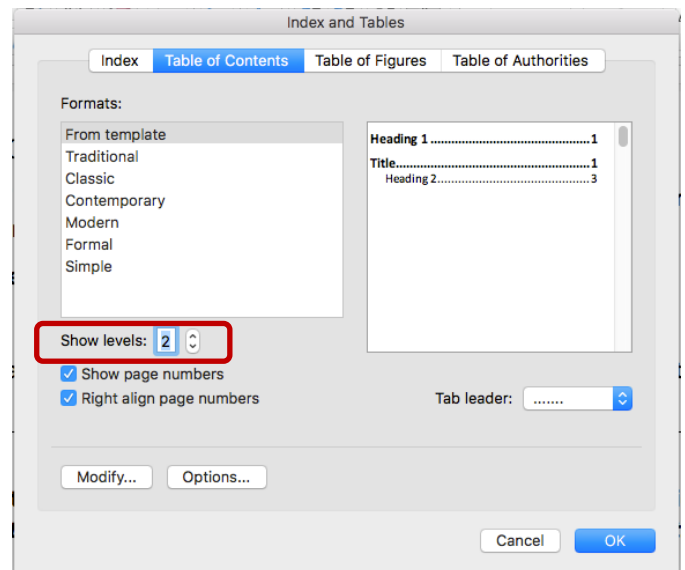 Index and Tables
Index Table of Contents Table of Figures Table of Authorities
Formats:
From template
Traditional
Classic
Contemporary
Modern
Formal
Simple
Heading 1 ................................................ 1
Title......................................................... 1
Heading 2............................................ 3
Show levels: 2
Show page numbers
Right align page numbers
Tab leader: .......
Modify... Options...
Cancel OK